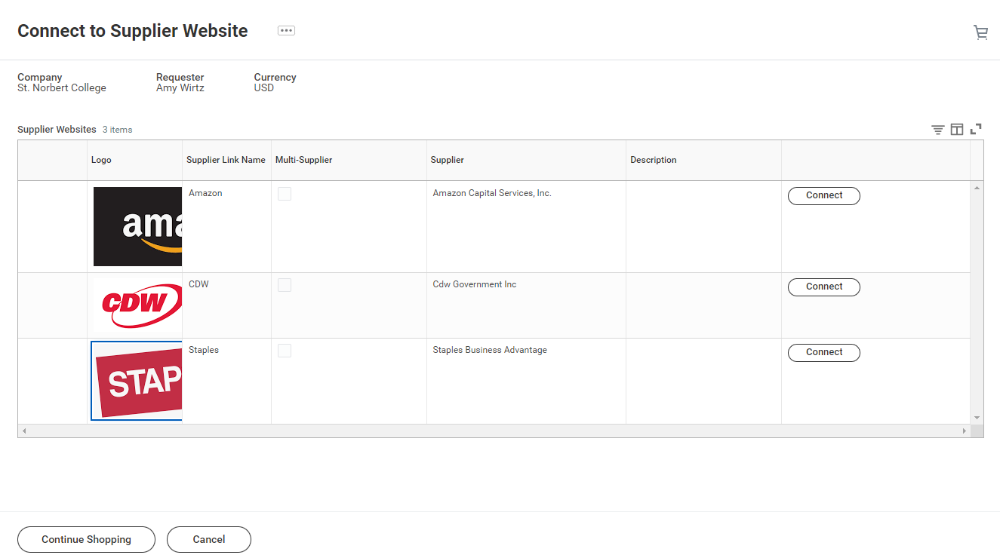 Connect to Supplier Website
Company Requester Currency
St. Norbert College Amy Wirtz USD
Supplier Websites 3 items
Logo Supplier Link Name Multi-Supplier Supplier Description
Amazon Amazon Capital Services, Inc. Connect
ama
CDW Cdw Government Inc Connect
CDW
Staples Staples Business Advantage Connect
STAP
Continue Shopping Cancel